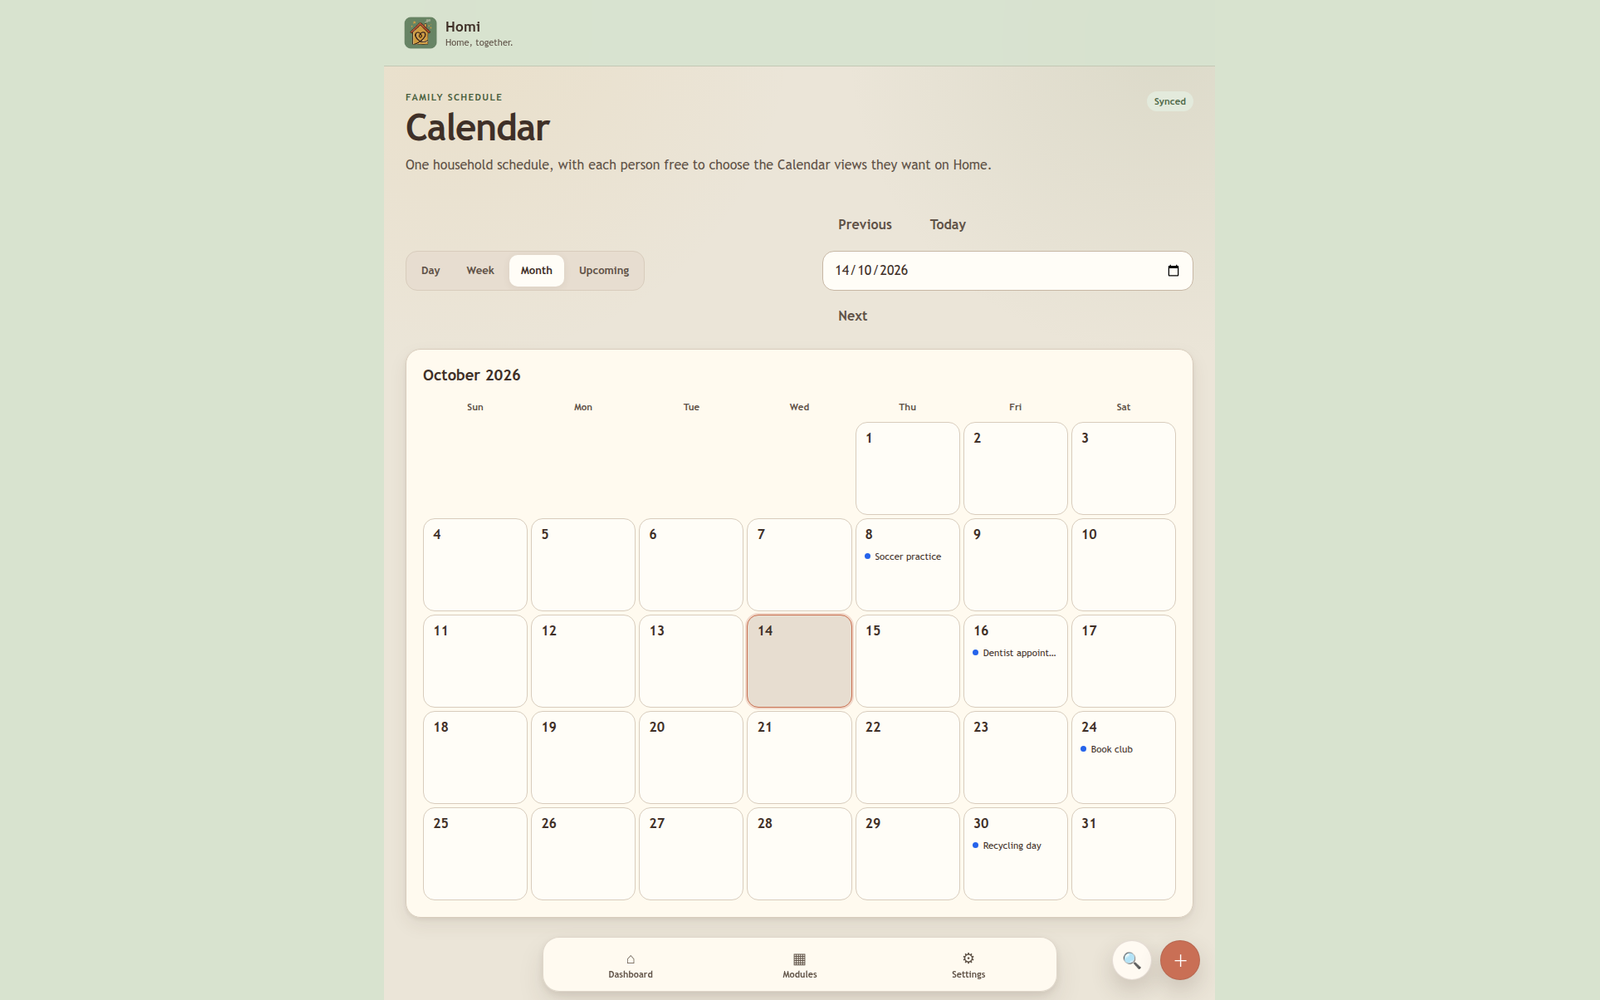 Homi
Home, together.
FAMILY SCHEDULE
Synced
Calendar
One household schedule, with each person free to choose the Calendar views they want on Home.
Previous Today
Day Week Month Upcoming
14/10/2026
Next
October 2026
Sun Mon Tue Wed Thu Fri Sat
1 2 3
4 5 6 7 8 9 10
Soccer practice
11 12 13 14 15 16 17
Dentist appoint...
18 19 20 21 22 23 24
Book club
25 26 27 28 29 30 31
Recycling day
Dashboard Modules Settings